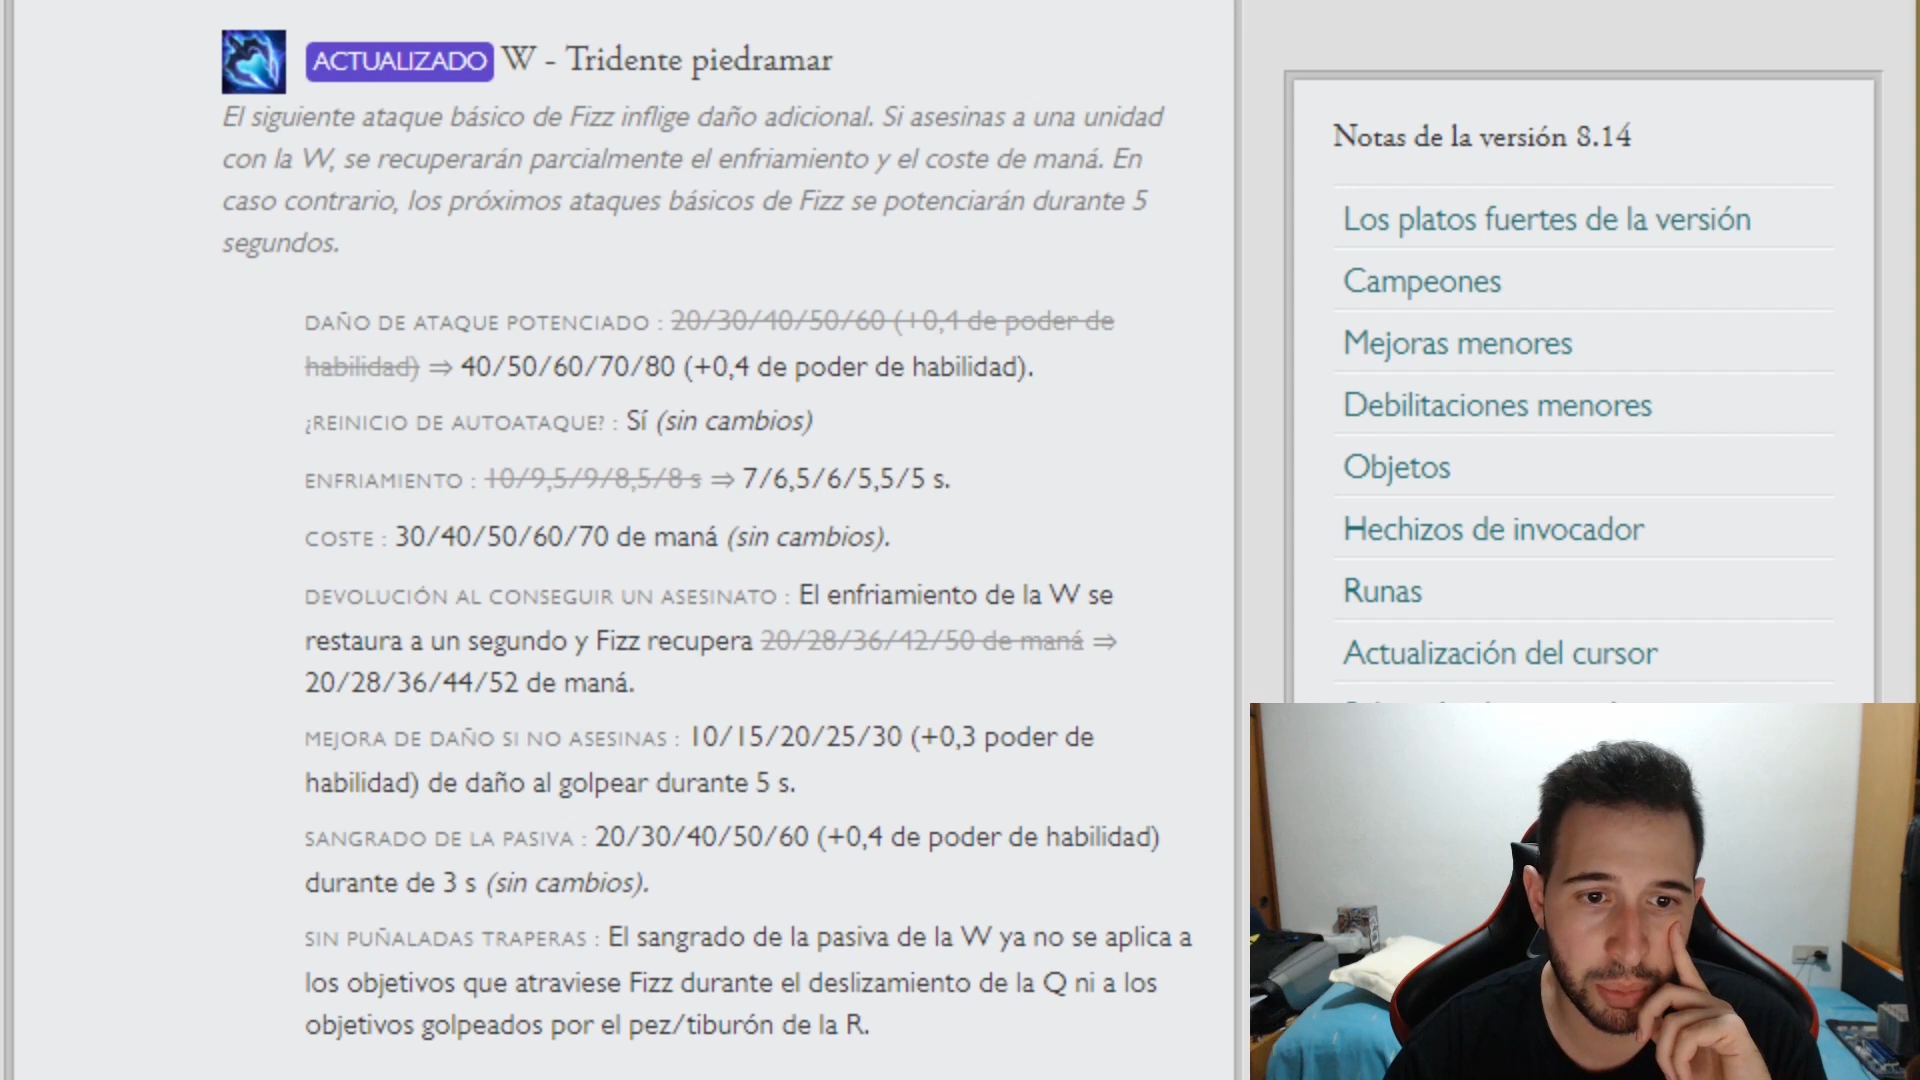 ACTUALIZADO W - Tridente piedramar
El siguiente ataque básico de Fizz inflige daño adicional. Si asesinas a una unidad
con la W, se recuperarán parcialmente el enfriamiento y el coste de maná. En
caso contrario, los próximos ataques básicos de Fizz se potenciarán durante 5
segundos.
DAÑO DE ATAQUE POTENCIADO : 20/30/40/50/60 (+0,4 de poder de
habilidad) ⇒ 40/50/60/70/80 (+0,4 de poder de habilidad).
¿REINICIO DE AUTOATAQUE? : Sí (sin cambios)
ENFRIAMIENTO : 10/9,5/9/8,5/8 s ⇒ 7/6,5/6/5,5/5 s.
COSTE : 30/40/50/60/70 de maná (sin cambios).
DEVOLUCIÓN AL CONSEGUIR UN ASESINATO : El enfriamiento de la W se
restaura a un segundo y Fizz recupera 20/28/36/42/50 de maná ⇒
20/28/36/44/52 de maná.
MEJORA DE DAÑO SI NO ASESINAS : 10/15/20/25/30 (+0,3 poder de
habilidad) de daño al golpear durante 5 s.
SANGRADO DE LA PASIVA : 20/30/40/50/60 (+0,4 de poder de habilidad)
durante de 3 s (sin cambios).
SIN PUÑALADAS TRAPERAS : El sangrado de la pasiva de la W ya no se aplica a
los objetivos que atraviese Fizz durante el deslizamiento de la Q ni a los
objetivos golpeados por el pez/tiburón de la R.
Notas de la versión 8.14
Los platos fuertes de la versión
Campeones
Mejoras menores
Debilitaciones menores
Objetos
Hechizos de invocador
Runas
Actualización del cursor